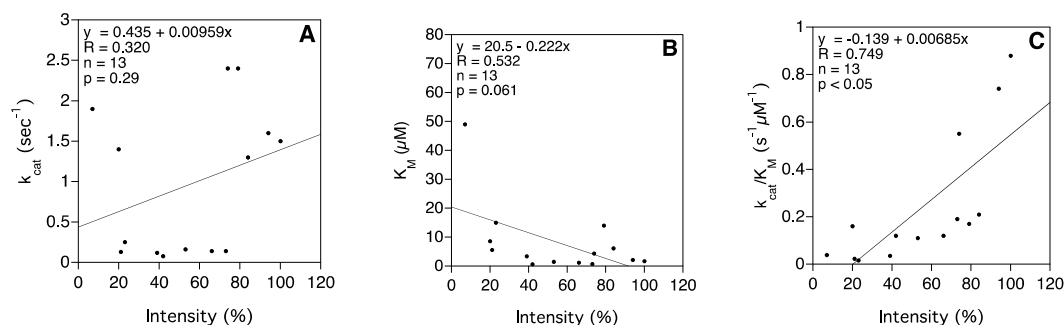 A
y = 0.435 + 0.00959x
R = 0.320
n = 13
p = 0.29
3
2.5
2
1.5
1
0.5
0
k_cat (sec⁻¹)
0 20 40 60 80 100 120
Intensity (%)
B
y = 20.5 - 0.222x
R = 0.532
n = 13
p = 0.061
80
70
60
50
40
30
20
10
0
K_M (µM)
0 20 40 60 80 100 120
Intensity (%)
C
y = -0.139 + 0.00685x
R = 0.749
n = 13
p < 0.05
1
0.8
0.6
0.4
0.2
0
k_cat/K_M (s⁻¹µM⁻¹)
0 20 40 60 80 100 120
Intensity (%)